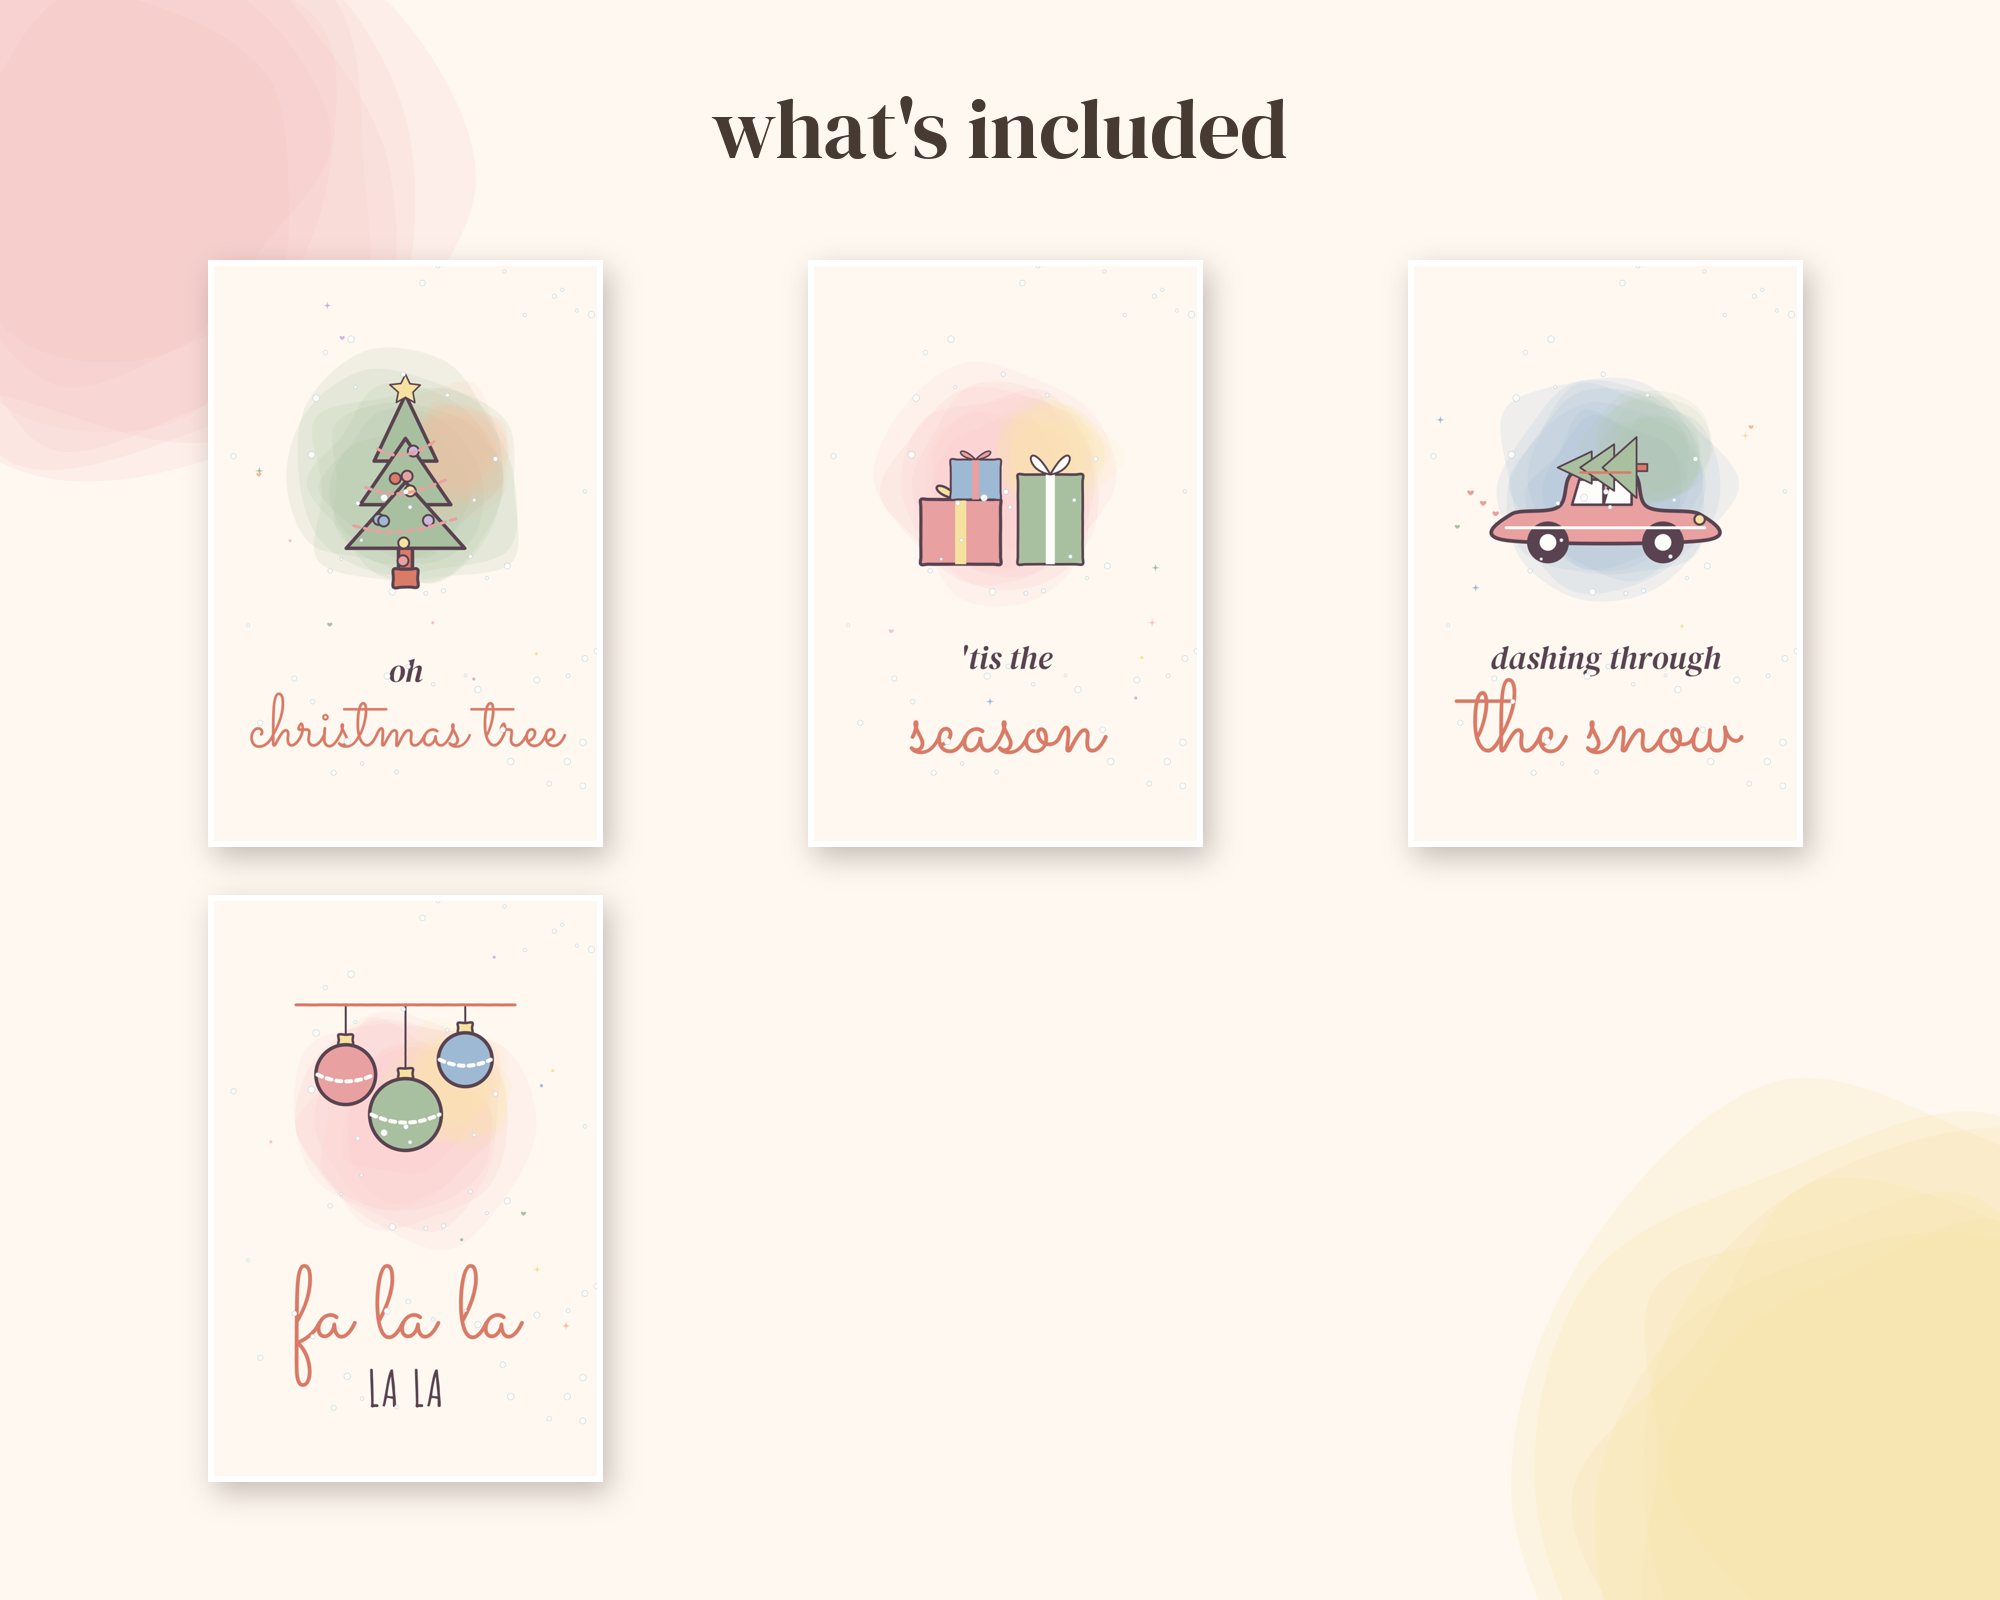 what's included
oh
christmas tree
'tis the
season
dashing through
the snow
fa la la
LA LA